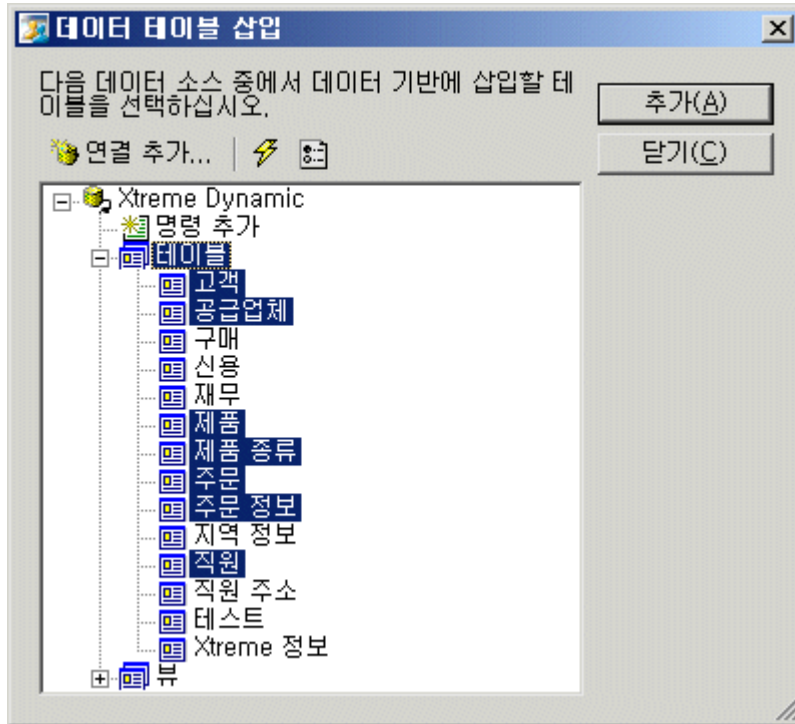 데이터 테이블 삽입
다음 데이터 소스 중에서 데이터 기반에 삽입할 테
이블을 선택하십시오.
추가(A)
연결 추가...
닫기(C)
Xtreme Dynamic
명령 추가
테이블
고객
공급업체
구매
신용
재무
제품
제품 종류
주문
주문 정보
지역 정보
직원
직원 주소
테스트
Xtreme 정보
뷰